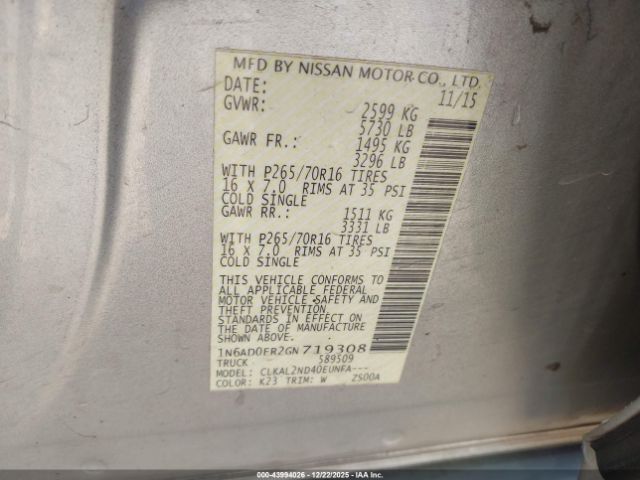 MFD BY NISSAN MOTOR CO., LTD.
DATE: 11/15
GVWR: 2599 KG
5730 LB
GAWR FR.: 1495 KG
3296 LB
WITH P265/70R16 TIRES
16 X 7.0 RIMS AT 35 PSI
COLD SINGLE
GAWR RR.: 1511 KG
3331 LB
WITH P265/70R16 TIRES
16 X 7.0 RIMS AT 35 PSI
COLD SINGLE
THIS VEHICLE CONFORMS TO
ALL APPLICABLE FEDERAL
MOTOR VEHICLE SAFETY AND
THEFT PREVENTION
STANDARDS IN EFFECT ON
THE DATE OF MANUFACTURE
SHOWN ABOVE.
1N6AD0ER2GN719308
TRUCK 589509
MODEL: CLKAL2ND40EUNFA---
COLOR: K23 TRIM: W 2500A
000-43994026 - 12/22/2025 - IAA, Inc.